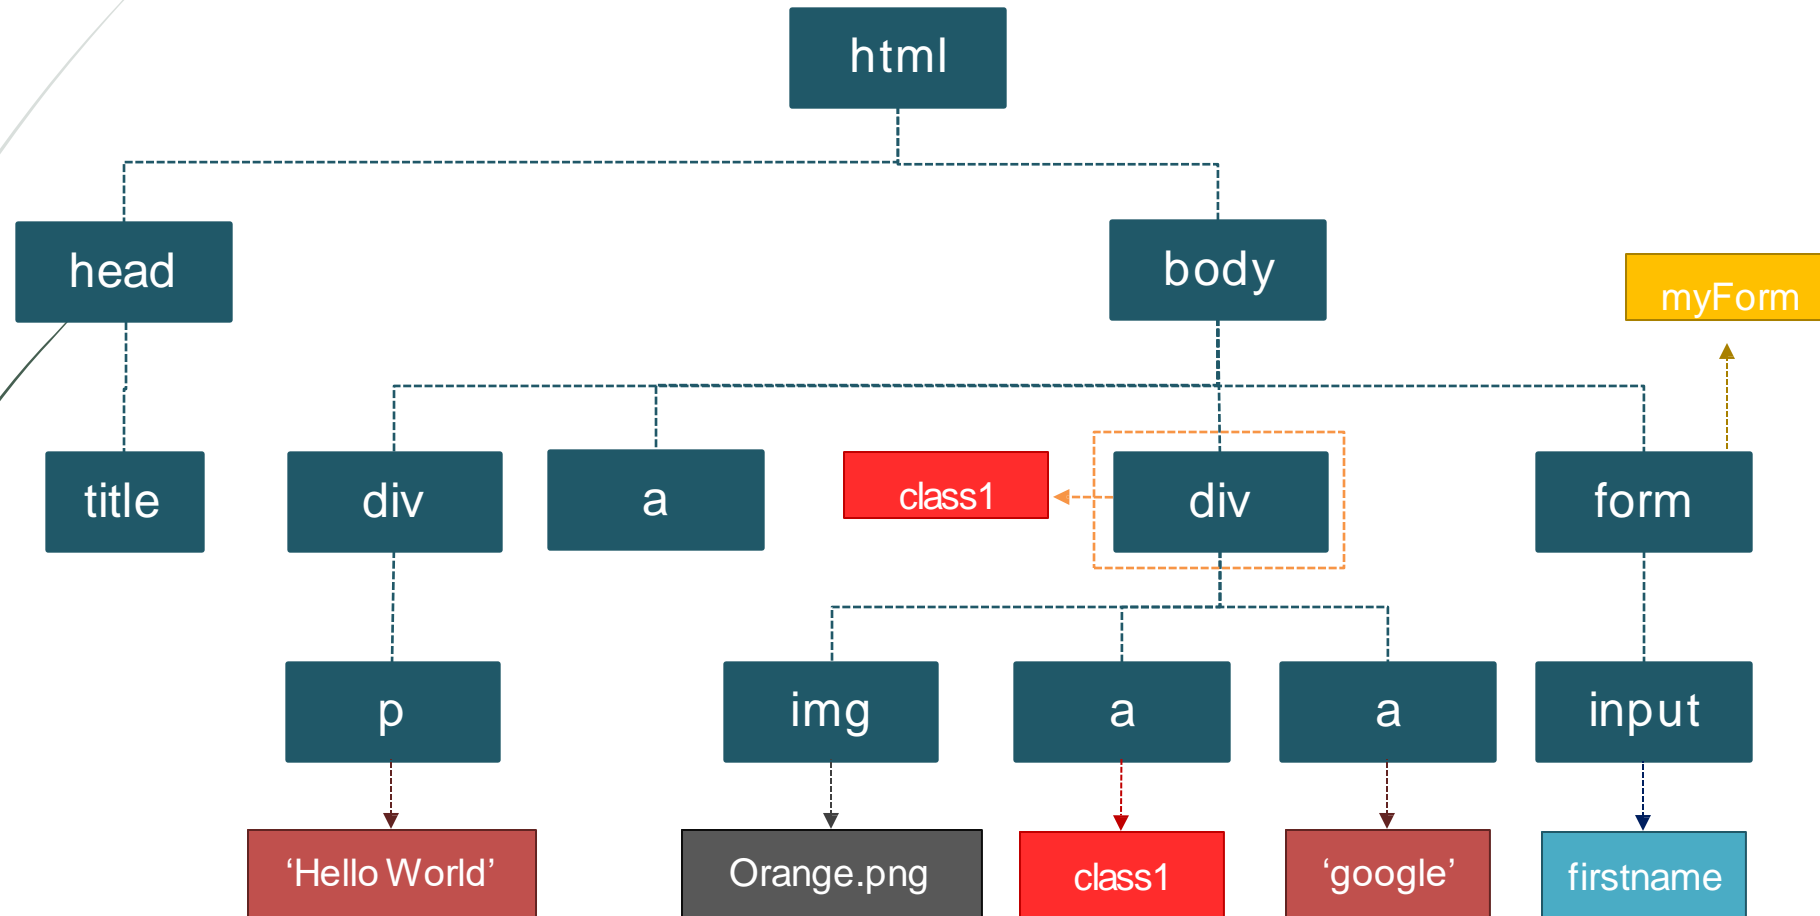 html
head
body
myForm
title
div
a
class1
div
form
p
img
a
a
input
‘Hello World’
Orange.png
class1
‘google’
firstname